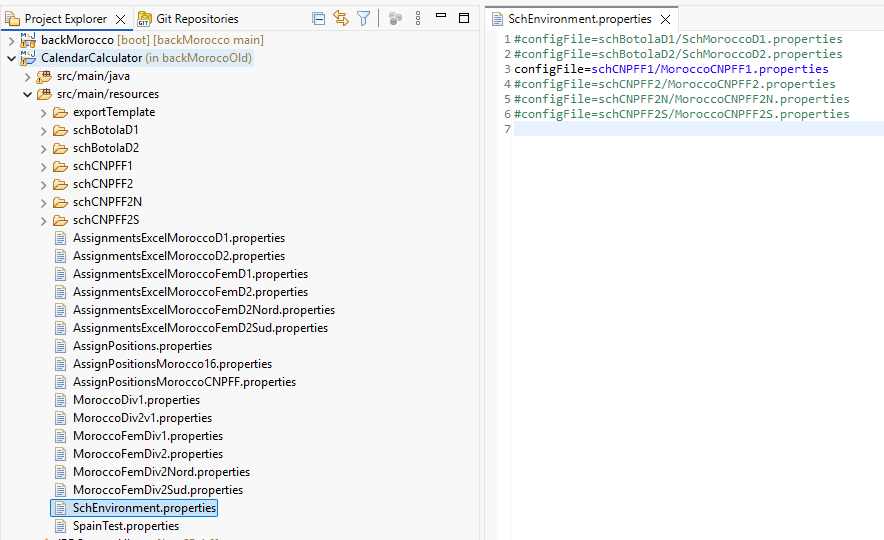 Project Explorer
Git Repositories
backMorocco [boot] [backMorocco main]
CalendarCalculator (in backMorocoOld)
src/main/java
src/main/resources
exportTemplate
schBotolaD1
schBotolaD2
schCNPFF1
schCNPFF2
schCNPFF2N
schCNPFF2S
AssignmentsExcelMoroccoD1.properties
AssignmentsExcelMoroccoD2.properties
AssignmentsExcelMoroccoFemD1.properties
AssignmentsExcelMoroccoFemD2.properties
AssignmentsExcelMoroccoFemD2Nord.properties
AssignmentsExcelMoroccoFemD2Sud.properties
AssignPositions.properties
AssignPositionsMorocco16.properties
AssignPositionsMoroccoCNPFF.properties
MoroccoDiv1.properties
MoroccoDiv2v1.properties
MoroccoFemDiv1.properties
MoroccoFemDiv2.properties
MoroccoFemDiv2Nord.properties
MoroccoFemDiv2Sud.properties
SchEnvironment.properties
SpainTest.properties
SchEnvironment.properties
1 #configFile=schBotolaD1/SchMoroccoD1.properties
2 #configFile=schBotolaD2/SchMoroccoD2.properties
3 configFile=schCNPFF1/MoroccoCNPFF1.properties
4 #configFile=schCNPFF2/MoroccoCNPFF2.properties
5 #configFile=schCNPFF2N/MoroccoCNPFF2N.properties
6 #configFile=schCNPFF2S/MoroccoCNPFF2S.properties
7